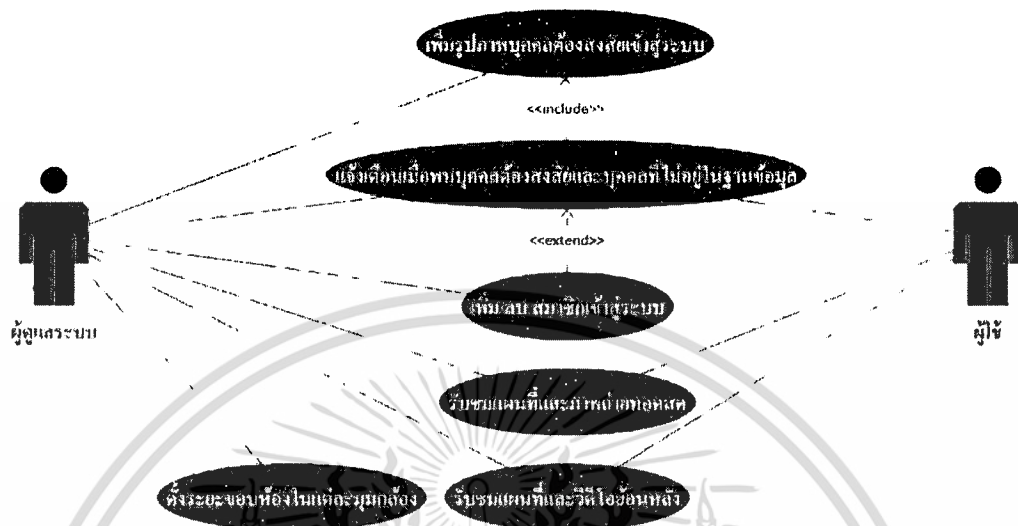 เพิ่มรูปภาพบุคคลต้องสงสัยเข้าสู่ระบบ
<<include>>
แจ้งเตือนเมื่อพบบุคคลต้องสงสัยและบุคคลที่ไม่อยู่ในฐานข้อมูล
<<extend>>
เพิ่ม ลบ สมาชิกเข้าสู่ระบบ
ผู้ดูแลระบบ
ผู้ใช้
รับชมแผนที่และภาพถ่ายทอดสด
ตั้งระยะขอบห้องในแต่ละมุมกล้อง
รับชมแผนที่และวีดีโอย้อนหลัง